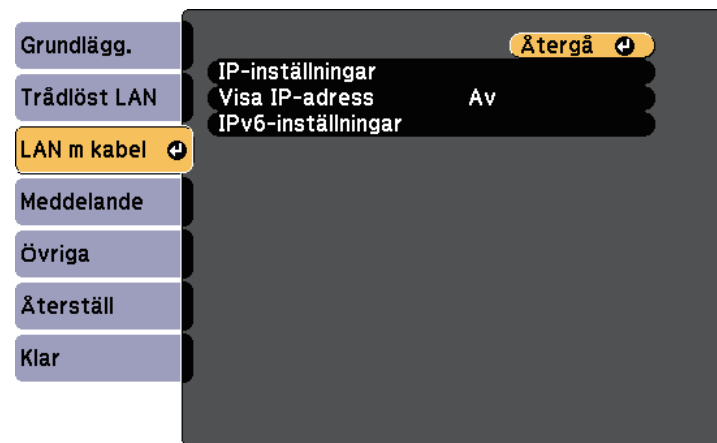 Grundlägg.
Trådlöst LAN
LAN m kabel
Meddelande
Övriga
Återställ
Klar
Återgå
IP-inställningar
Visa IP-adress Av
IPv6-inställningar